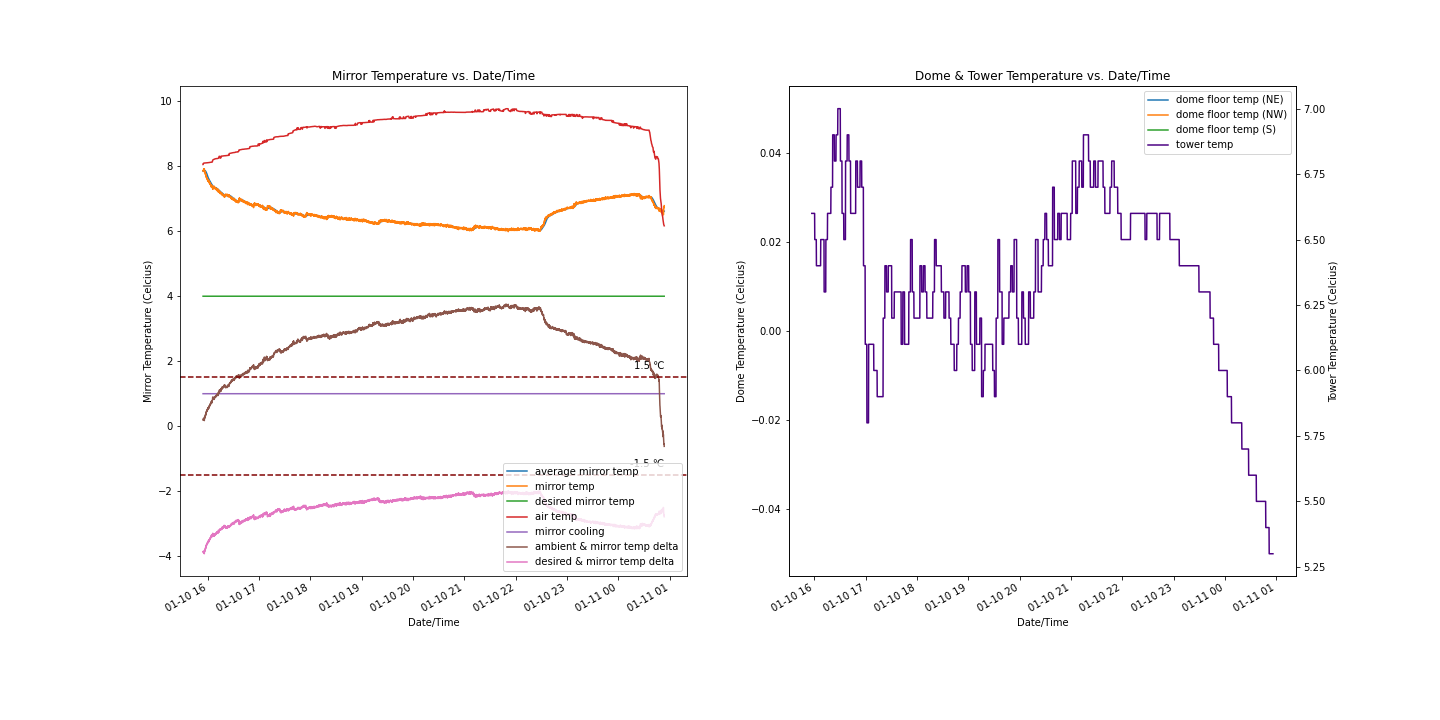 Mirror Temperature vs. Date/Time
Mirror Temperature (Celcius)
10
8
6
4
2
0
−2
−4
1.5 °C
-1.5 °C
average mirror temp
mirror temp
desired mirror temp
air temp
mirror cooling
ambient & mirror temp delta
desired & mirror temp delta
01-10 16
01-10 17
01-10 18
01-10 19
01-10 20
01-10 21
01-10 22
01-10 23
01-11 00
01-11 01
Date/Time
Dome & Tower Temperature vs. Date/Time
Dome Temperature (Celcius)
0.04
0.02
0.00
−0.02
−0.04
dome floor temp (NE)
dome floor temp (NW)
dome floor temp (S)
tower temp
7.00
6.75
6.50
6.25
6.00
5.75
5.50
5.25
Tower Temperature (Celcius)
01-10 16
01-10 17
01-10 18
01-10 19
01-10 20
01-10 21
01-10 22
01-10 23
01-11 00
01-11 01
Date/Time